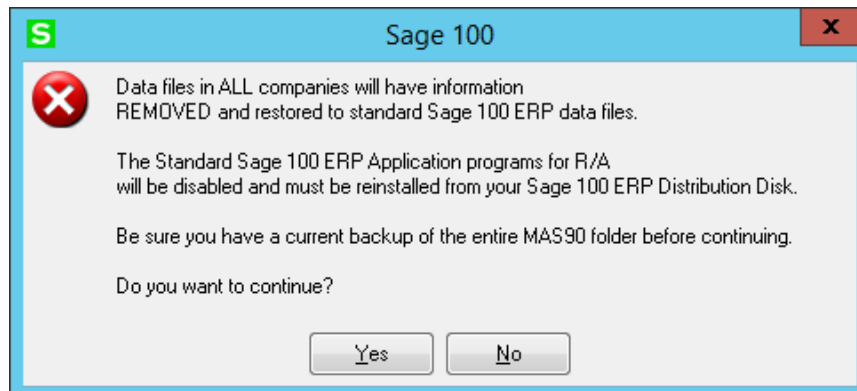 S
Sage 100
x
Data files in ALL companies will have information
REMOVED and restored to standard Sage 100 ERP data files.
The Standard Sage 100 ERP Application programs for R/A
will be disabled and must be reinstalled from your Sage 100 ERP Distribution Disk.
Be sure you have a current backup of the entire MAS90 folder before continuing.
Do you want to continue?
Yes
No